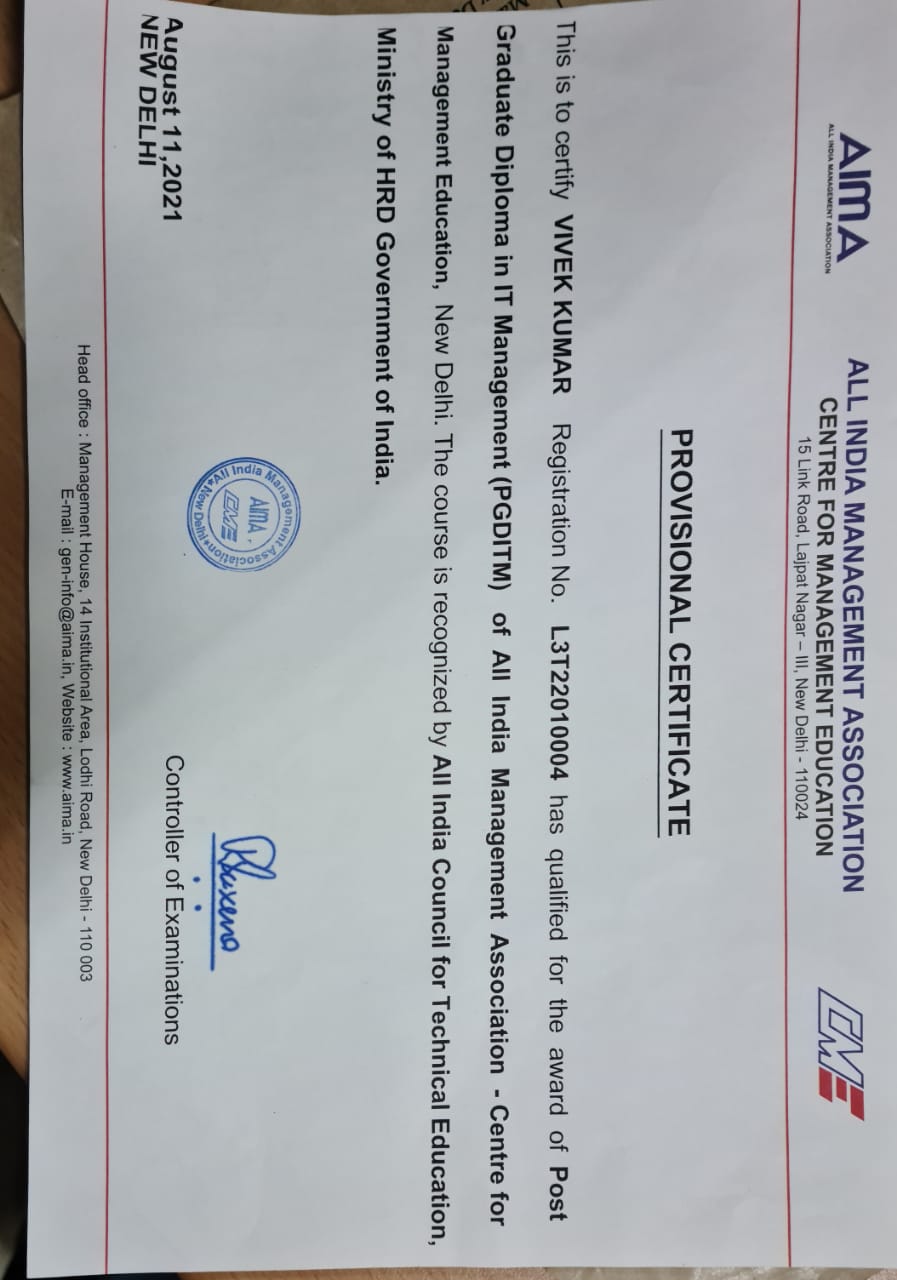 AIMA
ALL INDIA MANAGEMENT ASSOCIATION
ALL INDIA MANAGEMENT ASSOCIATION
CENTRE FOR MANAGEMENT EDUCATION
15 Link Road, Lajpat Nagar – III, New Delhi - 110024
CME
PROVISIONAL CERTIFICATE
This is to certify VIVEK KUMAR Registration No. L3T22010004 has qualified for the award of Post
Graduate Diploma in IT Management (PGDITM) of All India Management Association - Centre for
Management Education, New Delhi. The course is recognized by All India Council for Technical Education,
Ministry of HRD Government of India.
All India Management Association
New Delhi
AIMA
CME
Controller of Examinations
August 11,2021
NEW DELHI
Head office : Management House, 14 Institutional Area, Lodhi Road, New Delhi - 110 003
E-mail : gen-info@aima.in, Website : www.aima.in